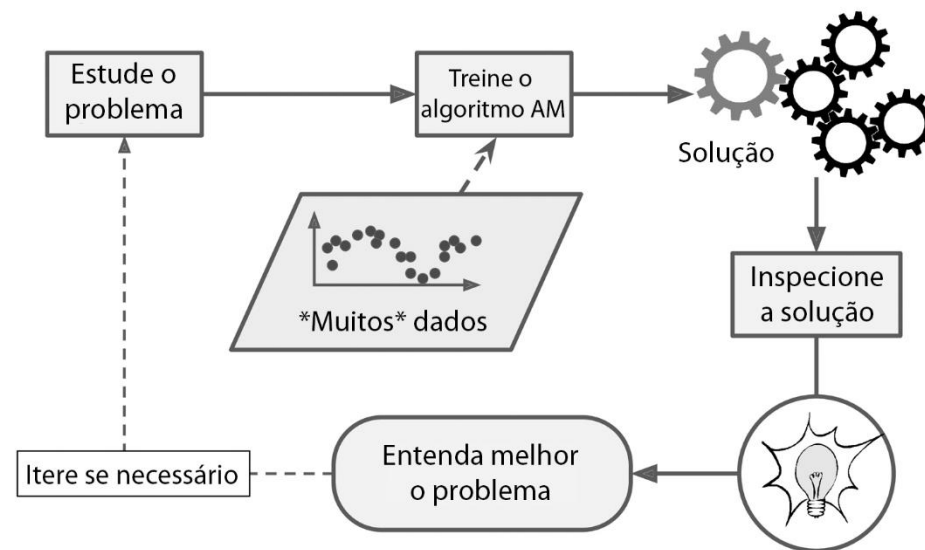 Estude o
problema
Treine o
algoritmo AM
Solução
*Muitos* dados
Inspecione
a solução
Entenda melhor
o problema
Itere se necessário